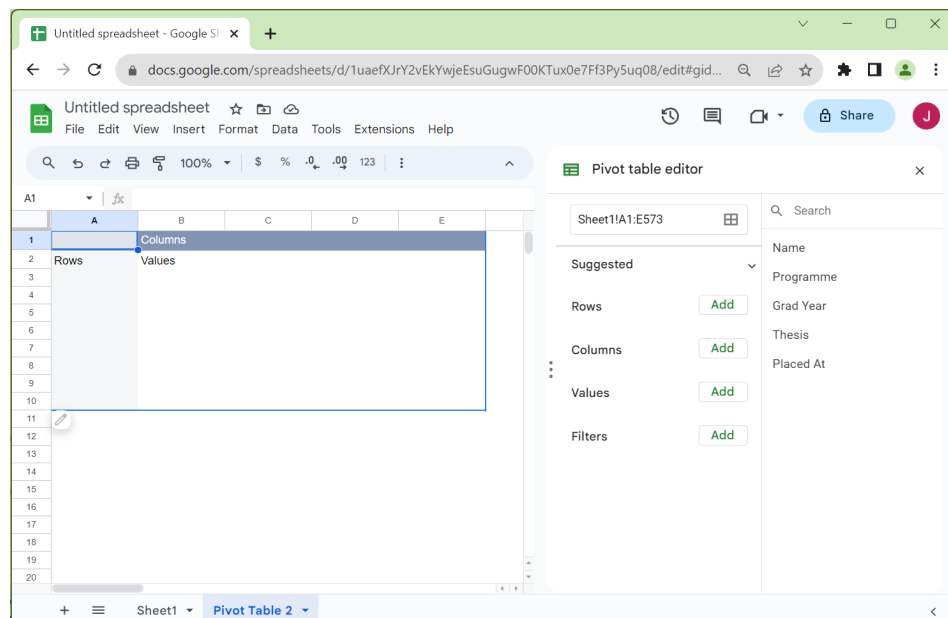 Untitled spreadsheet - Google Sh
docs.google.com/spreadsheets/d/1uaefXJrY2vEkYwjeEsuGugwF00KTux0e7Ff3Py5uq08/edit#gid...
Untitled spreadsheet
File Edit View Insert Format Data Tools Extensions Help
Share
J
100% $ % .0 .00 123
Pivot table editor
A1 fx
Sheet1!A1:E573
Search
A B C D E
1 Columns
2 Rows Values
3
4
5
6
7
8
9
10
11
12
13
14
15
16
17
18
19
20
Suggested
Rows Add
Columns Add
Values Add
Filters Add
Name
Programme
Grad Year
Thesis
Placed At
Sheet1 Pivot Table 2